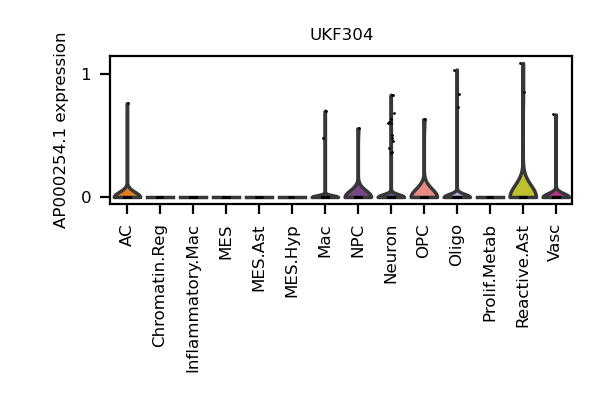 UKF304
AP000254.1 expression
1
0
AC
Chromatin.Reg
Inflammatory.Mac
MES
MES.Ast
MES.Hyp
Mac
NPC
Neuron
OPC
Oligo
Prolif.Metab
Reactive.Ast
Vasc